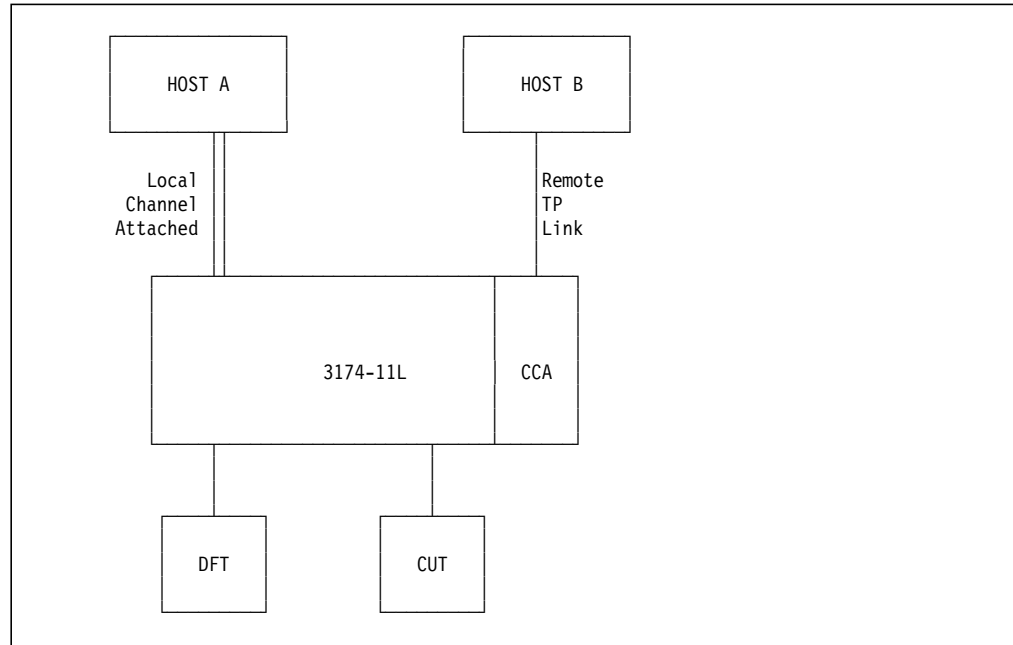 HOST A
HOST B
Local
Channel
Attached
Remote
TP
Link
3174-11L
CCA
DFT
CUT